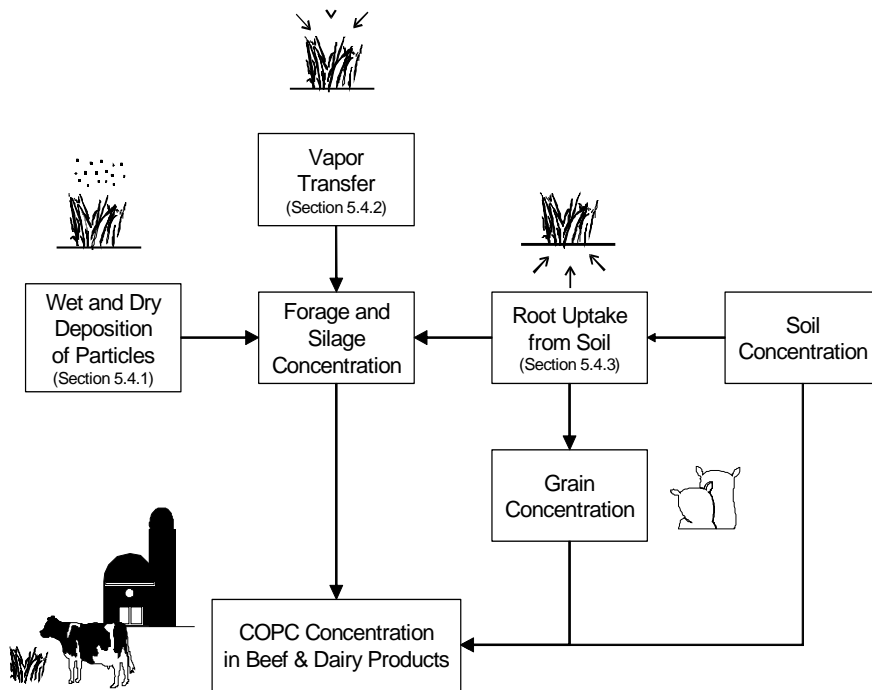 Vapor
Transfer
(Section 5.4.2)
Wet and Dry
Deposition
of Particles
(Section 5.4.1)
Forage and
Silage
Concentration
Root Uptake
from Soil
(Section 5.4.3)
Soil
Concentration
Grain
Concentration
COPC Concentration
in Beef & Dairy Products